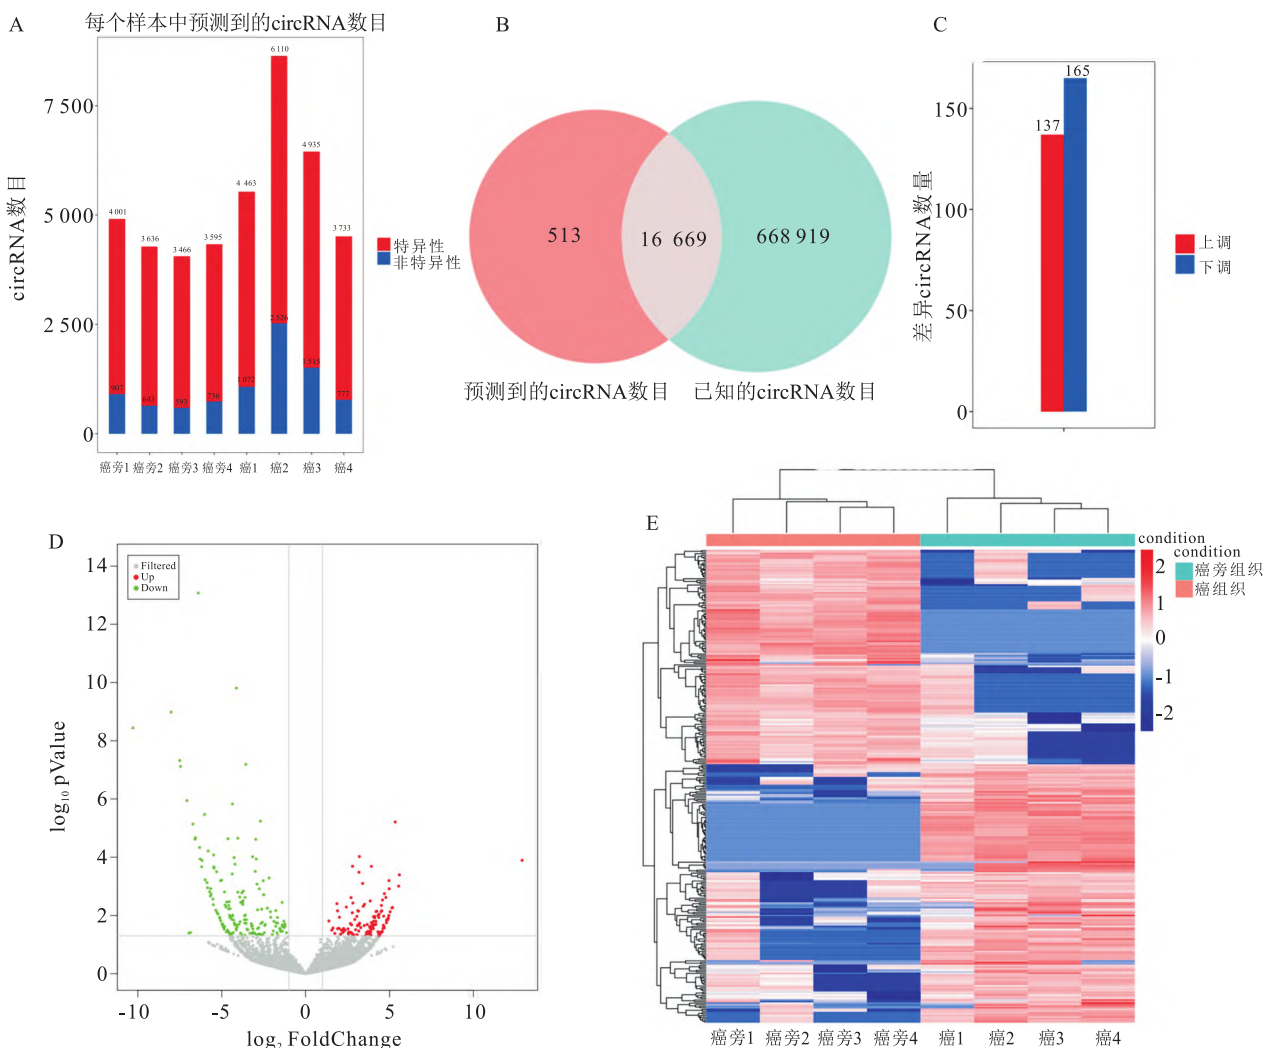 A
每个样本中预测到的circRNA数目
circRNA数目
7 500
5 000
2 500
0
4 001
3 636
3 466
3 595
4 463
6 110
4 935
3 733
907
643
593
736
1 072
2 526
1 515
777
癌旁1
癌旁2
癌旁3
癌旁4
癌1
癌2
癌3
癌4
特异性
非特异性
B
513
16 669
668 919
预测到的circRNA数目
已知的circRNA数目
C
差异circRNA数量
150
100
50
0
137
165
上调
下调
D
Filtered
Up
Down
log₁₀ pValue
14
12
10
8
6
4
2
0
-10
-5
0
5
10
log₂ FoldChange
E
condition
2
1
0
-1
-2
condition
癌旁组织
癌组织
癌旁1
癌旁2
癌旁3
癌旁4
癌1
癌2
癌3
癌4